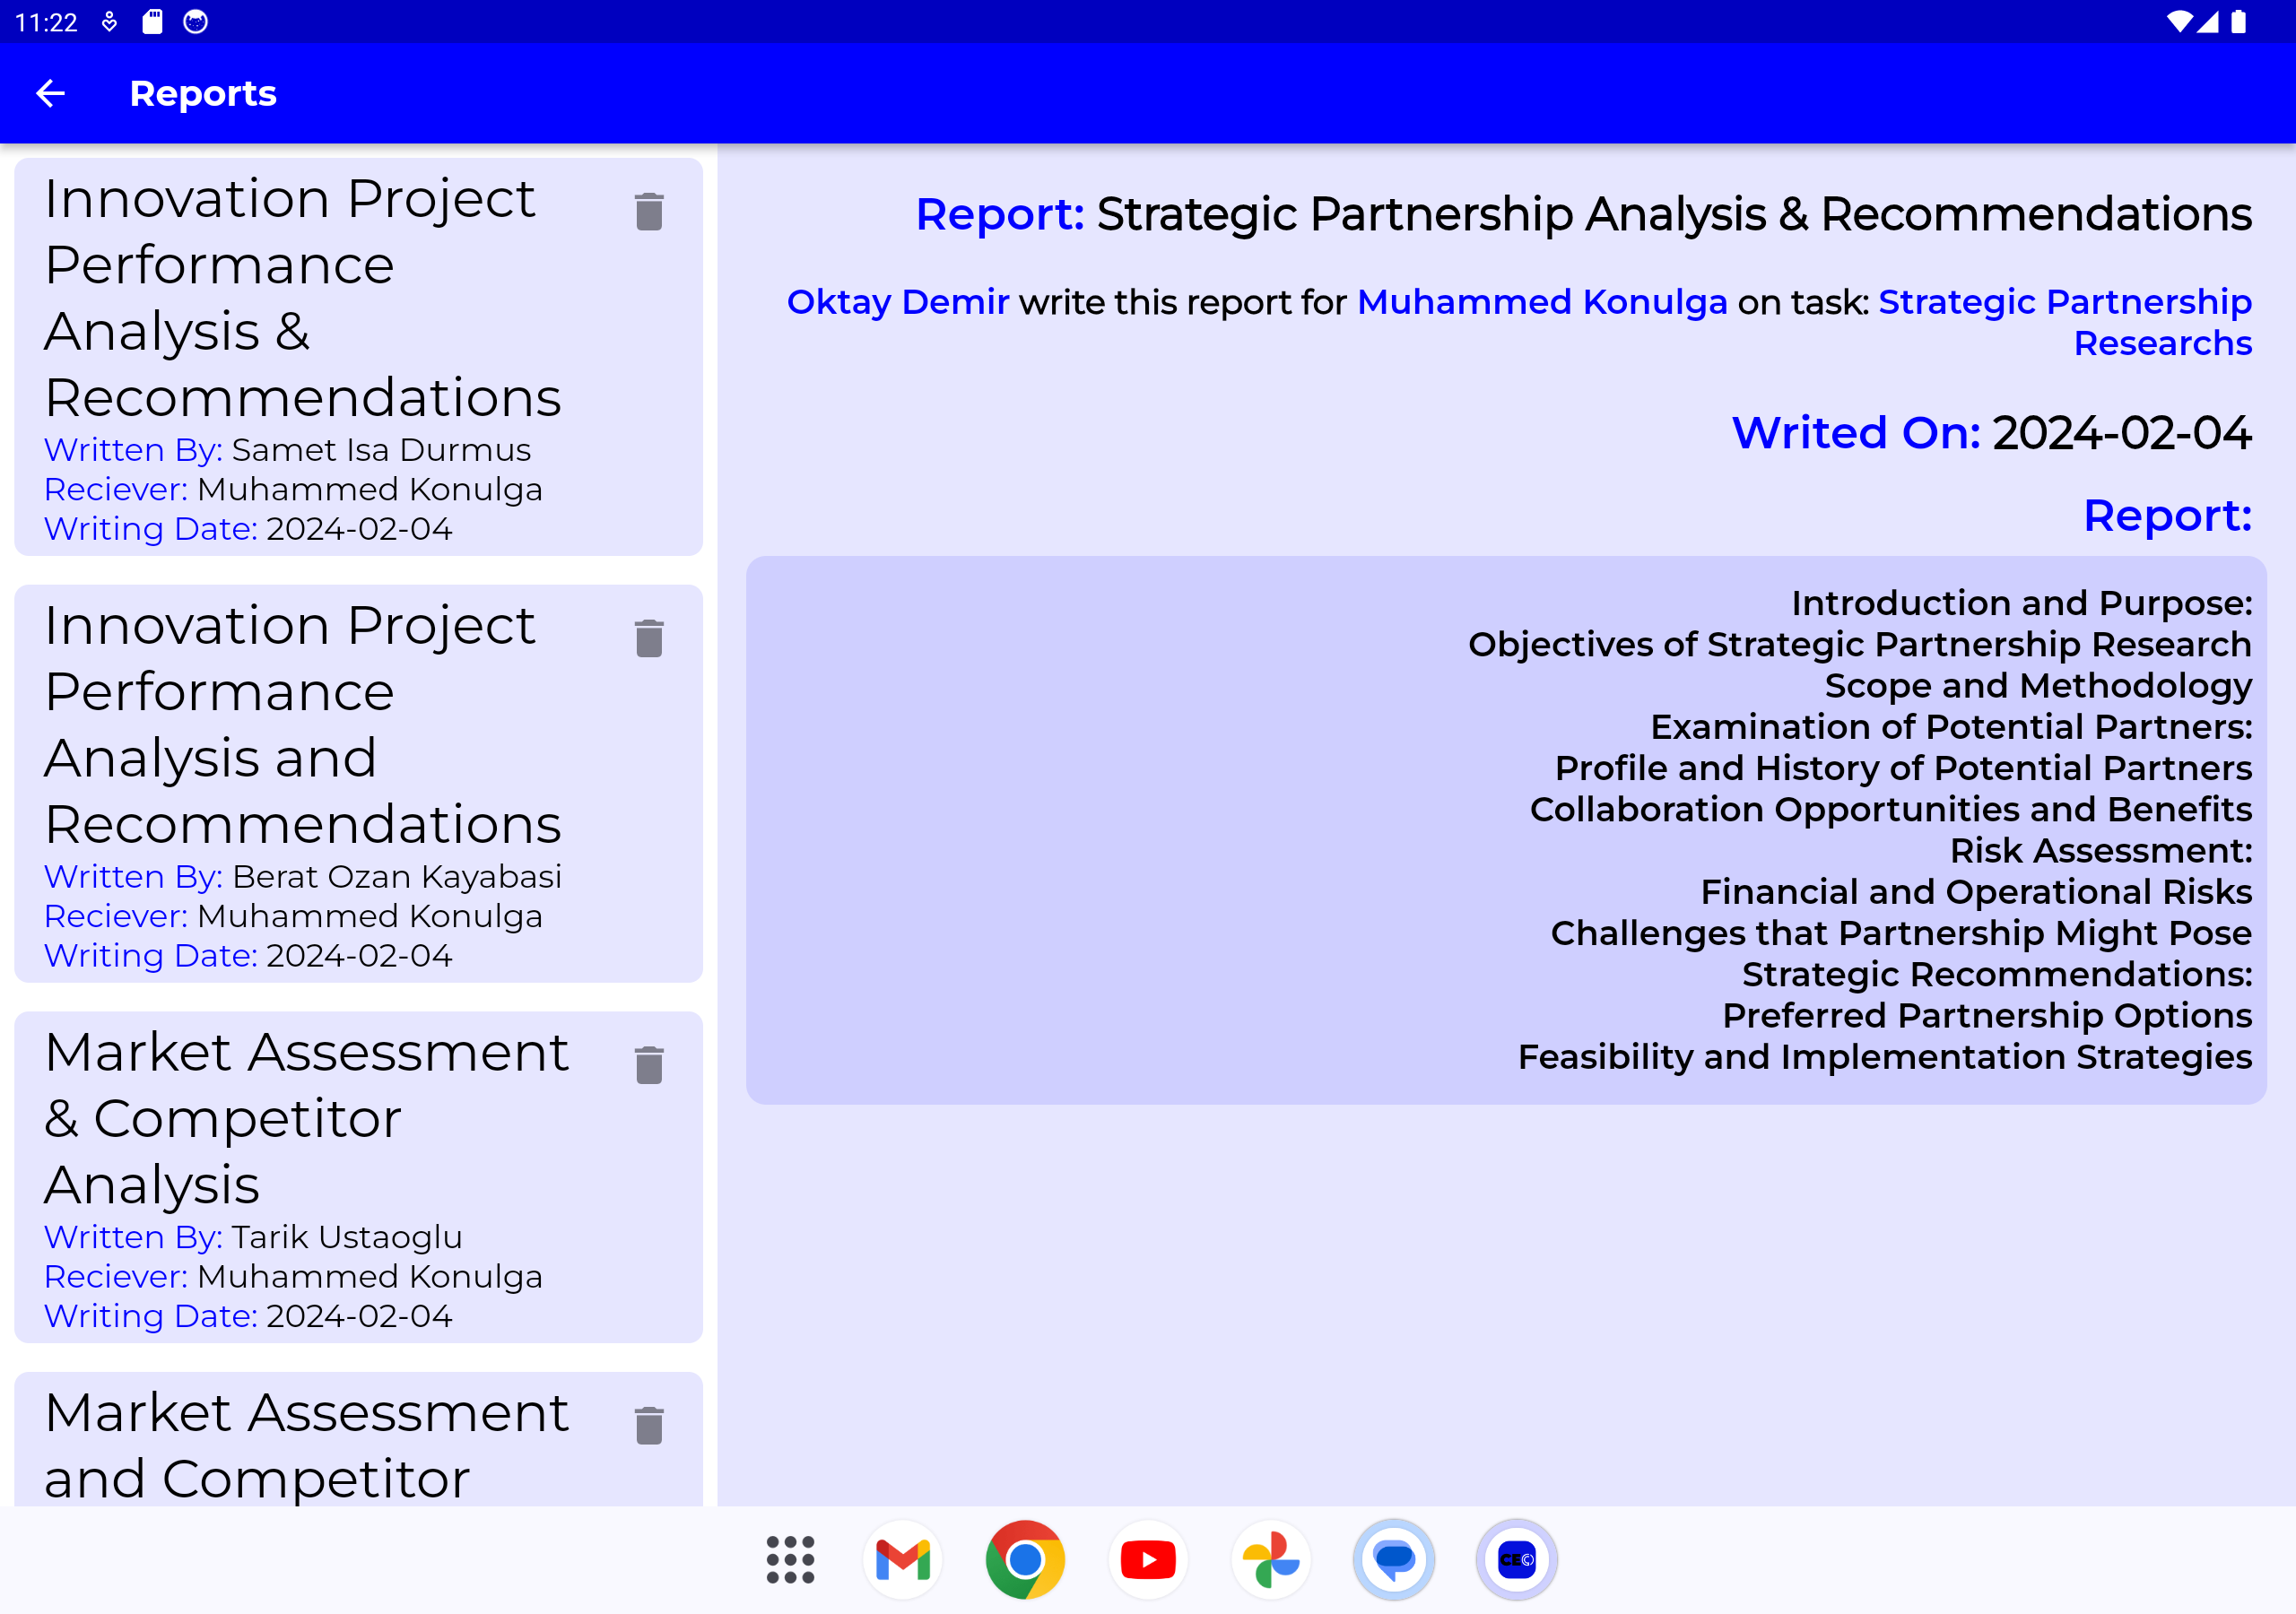 11:22
Reports
Innovation Project
Performance
Analysis &
Recommendations
Written By: Samet Isa Durmus
Reciever: Muhammed Konulga
Writing Date: 2024-02-04
Innovation Project
Performance
Analysis and
Recommendations
Written By: Berat Ozan Kayabasi
Reciever: Muhammed Konulga
Writing Date: 2024-02-04
Market Assessment
& Competitor
Analysis
Written By: Tarik Ustaoglu
Reciever: Muhammed Konulga
Writing Date: 2024-02-04
Market Assessment
and Competitor
Report: Strategic Partnership Analysis & Recommendations
Oktay Demir write this report for Muhammed Konulga on task: Strategic Partnership
Researchs
Writed On: 2024-02-04
Report:
Introduction and Purpose:
Objectives of Strategic Partnership Research
Scope and Methodology
Examination of Potential Partners:
Profile and History of Potential Partners
Collaboration Opportunities and Benefits
Risk Assessment:
Financial and Operational Risks
Challenges that Partnership Might Pose
Strategic Recommendations:
Preferred Partnership Options
Feasibility and Implementation Strategies
CEO